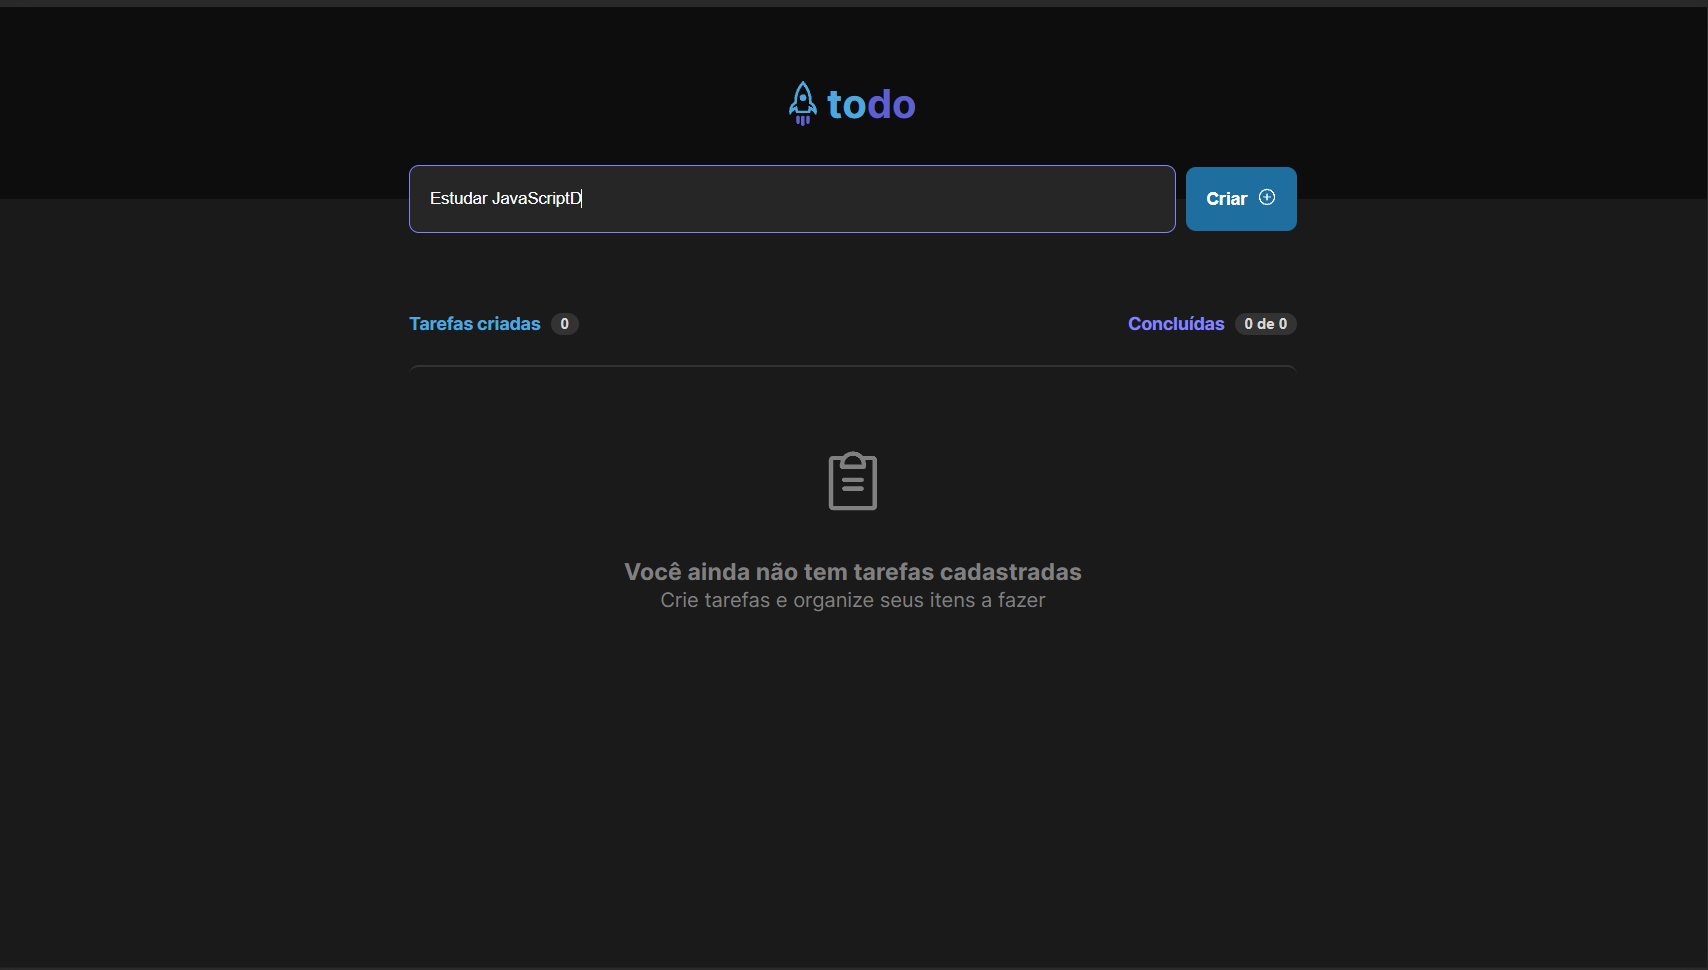 todo
Estudar JavaScriptD
Criar
Tarefas criadas 0
Concluídas 0 de 0
Você ainda não tem tarefas cadastradas
Crie tarefas e organize seus itens a fazer